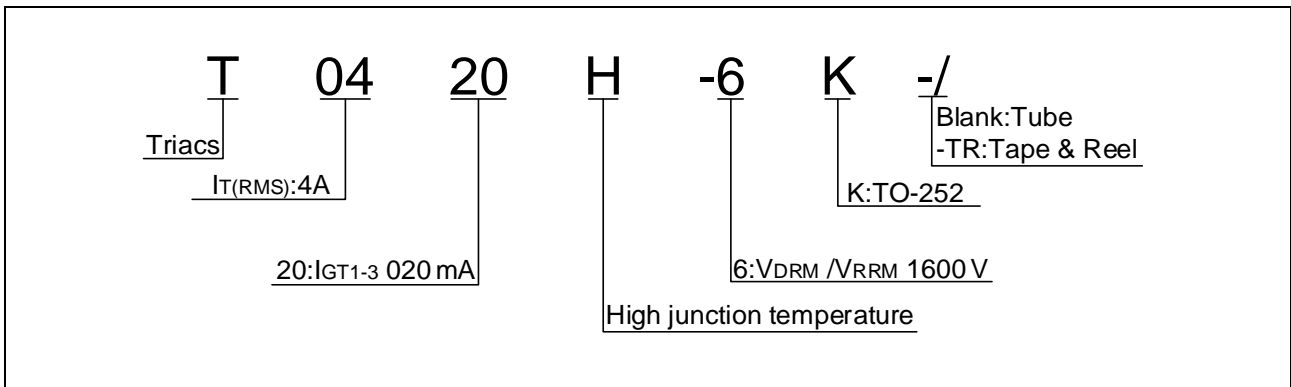 T 04 20 H -6 K -/
Blank:Tube
-TR:Tape & Reel
Triacs
IT(RMS):4A
K:TO-252
20:IGT1-3 020 mA
6:VDRM /VRRM 1600 V
High junction temperature